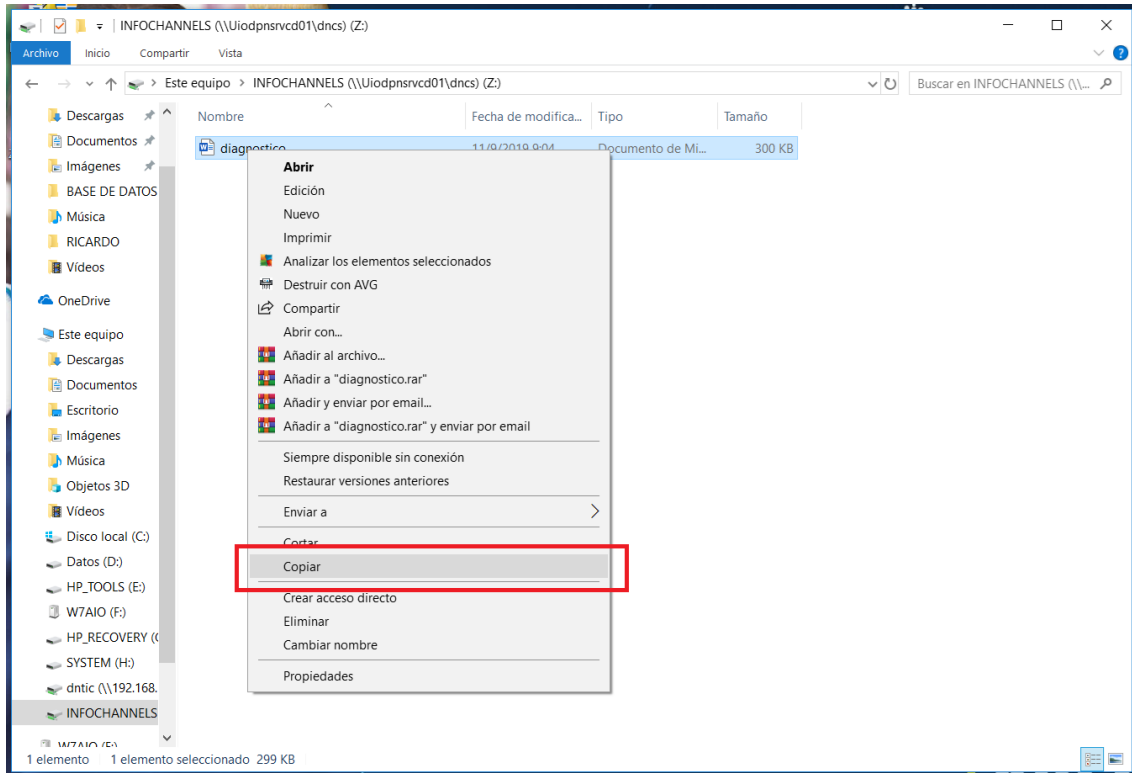 INFOCHANNELS (\\Uiodpnsrvcd01\dncs) (Z:)
Archivo Inicio Compartir Vista
Este equipo > INFOCHANNELS (\\Uiodpnsrvcd01\dncs) (Z:)
Buscar en INFOCHANNELS (\\...
Descargas
Documentos
Imágenes
BASE DE DATOS
Música
RICARDO
Vídeos
OneDrive
Este equipo
Descargas
Documentos
Escritorio
Imágenes
Música
Objetos 3D
Vídeos
Disco local (C:)
Datos (D:)
HP_TOOLS (E:)
W7AIO (F:)
HP_RECOVERY (
SYSTEM (H:)
dntic (\\192.168.
INFOCHANNELS
W7AIO (F:)
Nombre Fecha de modifica... Tipo Tamaño
diagnostico 11/9/2019 9:04 Documento de Mi... 300 KB
Abrir
Edición
Nuevo
Imprimir
Analizar los elementos seleccionados
Destruir con AVG
Compartir
Abrir con...
Añadir al archivo...
Añadir a "diagnostico.rar"
Añadir y enviar por email...
Añadir a "diagnostico.rar" y enviar por email
Siempre disponible sin conexión
Restaurar versiones anteriores
Enviar a
Cortar
Copiar
Crear acceso directo
Eliminar
Cambiar nombre
Propiedades
1 elemento 1 elemento seleccionado 299 KB